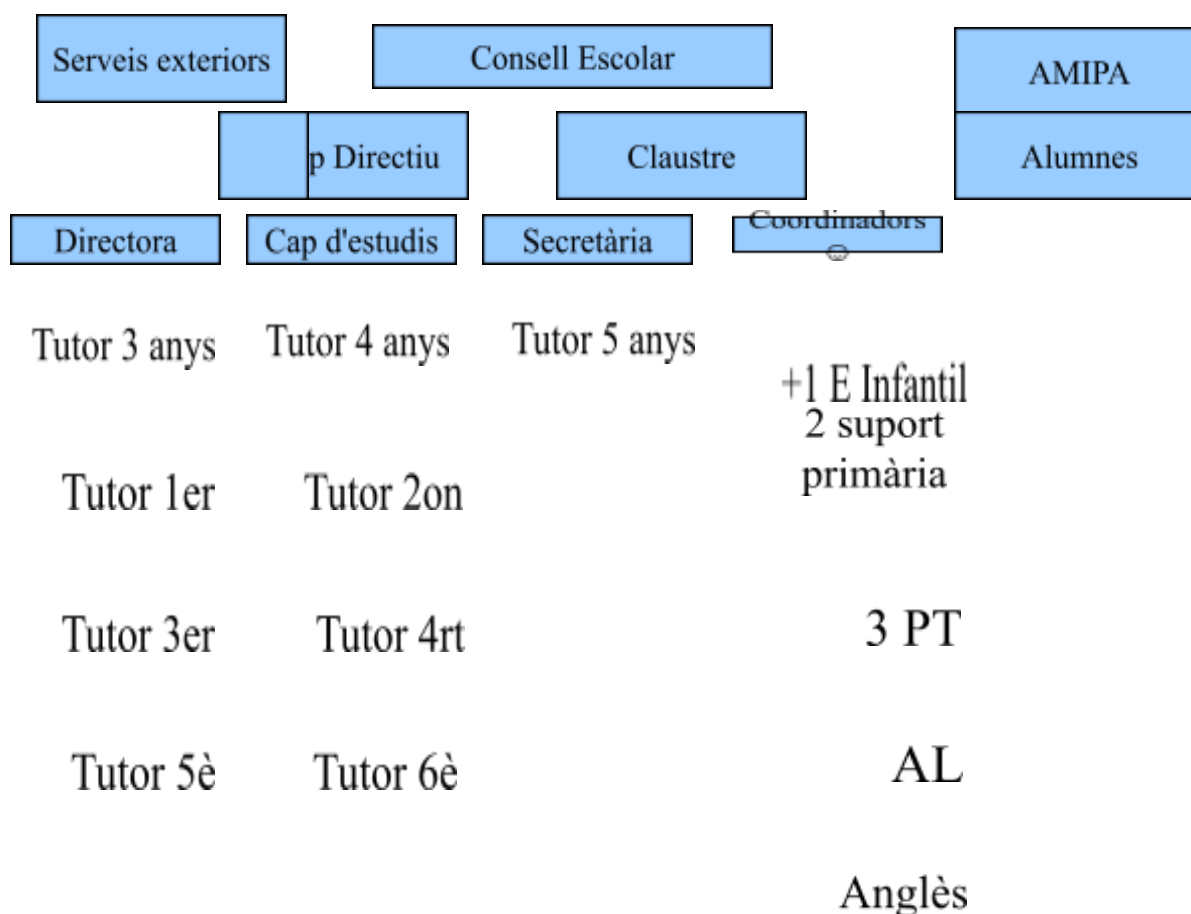 Serveis exteriors
Consell Escolar
AMIPA
p Directiu
Claustre
Alumnes
Directora
Cap d'estudis
Secretària
Coordinadors
Tutor 3 anys
Tutor 4 anys
Tutor 5 anys
+1 E Infantil
2 suport
primària
Tutor 1er
Tutor 2on
Tutor 3er
Tutor 4rt
3 PT
Tutor 5è
Tutor 6è
AL
Anglès